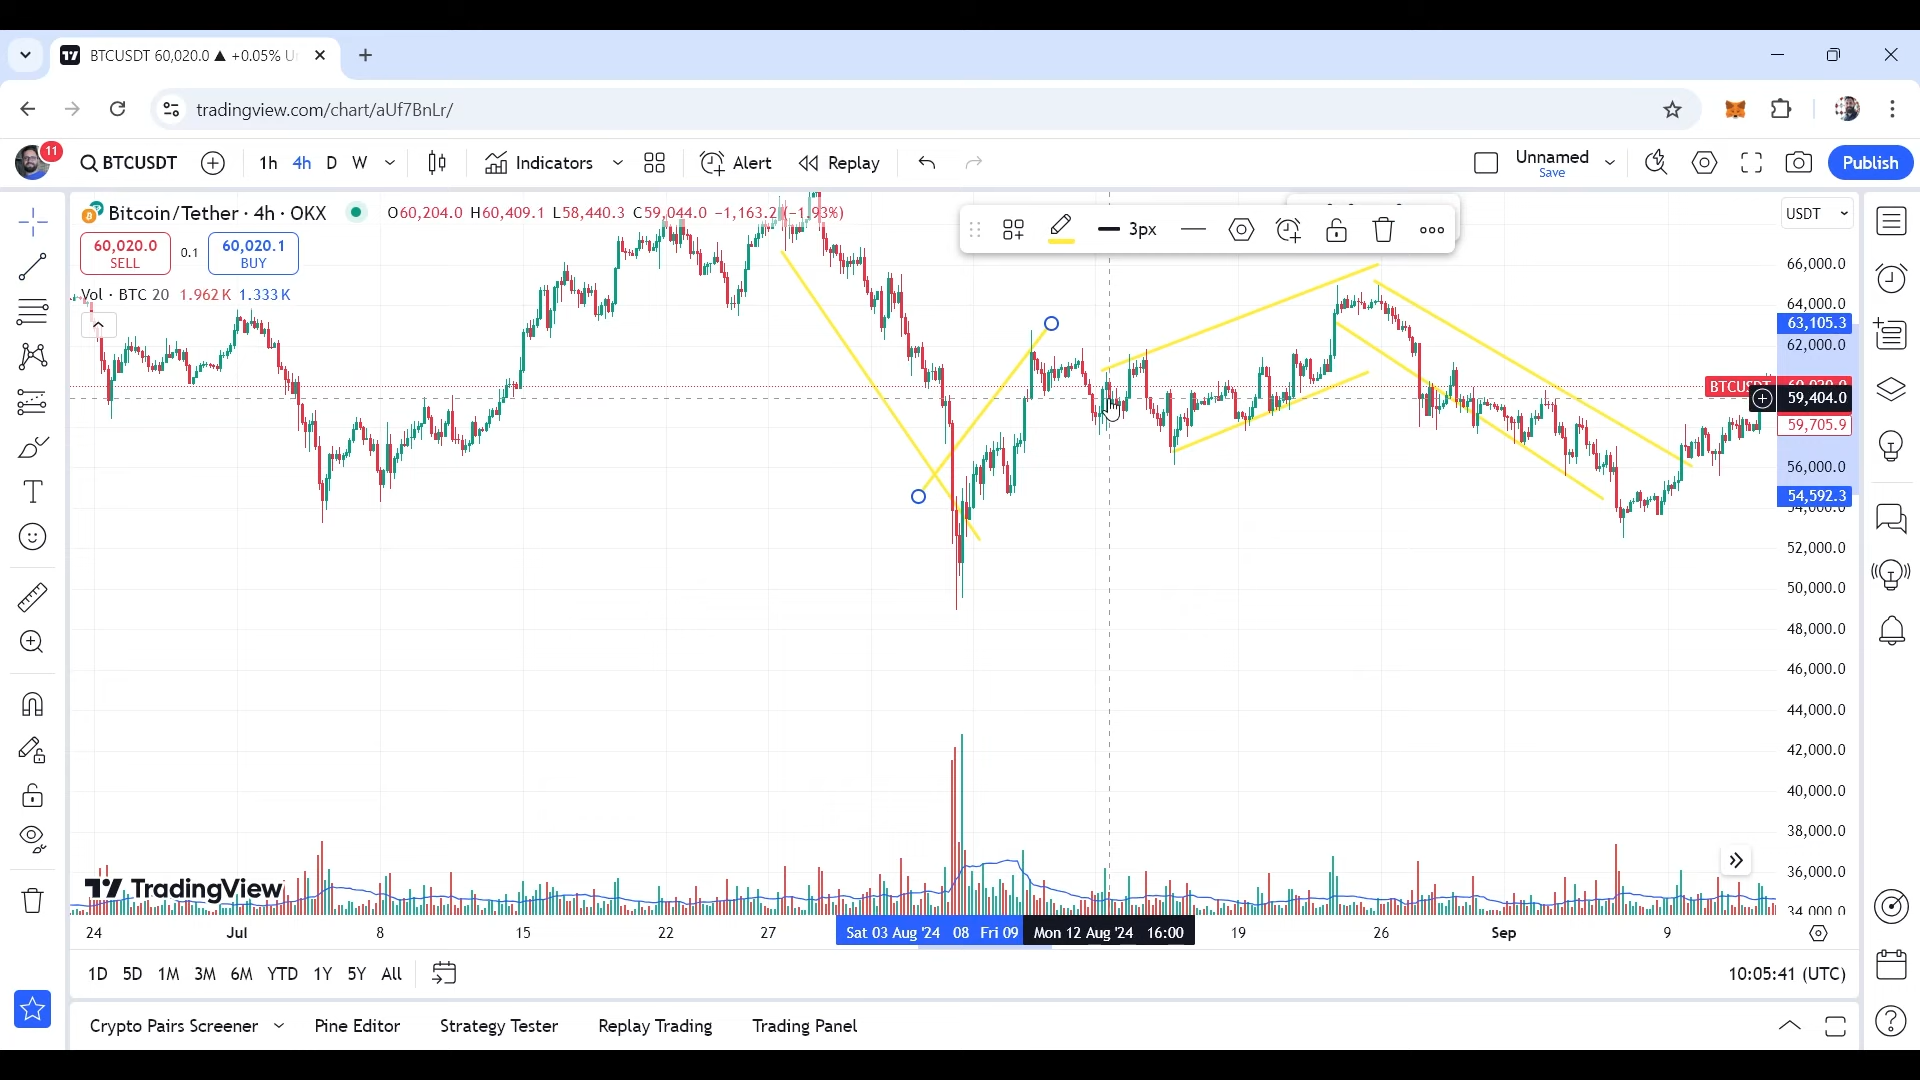 BTCUSDT 60,020.0 ▲ +0.05% U
tradingview.com/chart/aUf7BnLr/
11
BTCUSDT
1h 4h D W
Indicators
Alert
Replay
Unnamed
Save
Publish
Bitcoin/Tether · 4h · OKX
O60,204.0 H60,409.1 L58,440.3 C59,044.0 −1,163.2 (−1.93%)
USDT
60,020.0
SELL
0.1
60,020.1
BUY
3px
Vol · BTC 20 1.962 K 1.333 K
66,000.0
64,000.0
63,105.3
62,000.0
BTCUSDT 60,020.0
59,404.0
59,705.9
56,000.0
54,592.3
54,000.0
52,000.0
50,000.0
48,000.0
46,000.0
44,000.0
42,000.0
40,000.0
38,000.0
36,000.0
34,000.0
TradingView
24 Jul 8 15 22 27 Sat 03 Aug '24 08 Fri 09 Mon 12 Aug '24 16:00 19 26 Sep 9
1D 5D 1M 3M 6M YTD 1Y 5Y All
10:05:41 (UTC)
Crypto Pairs Screener Pine Editor Strategy Tester Replay Trading Trading Panel